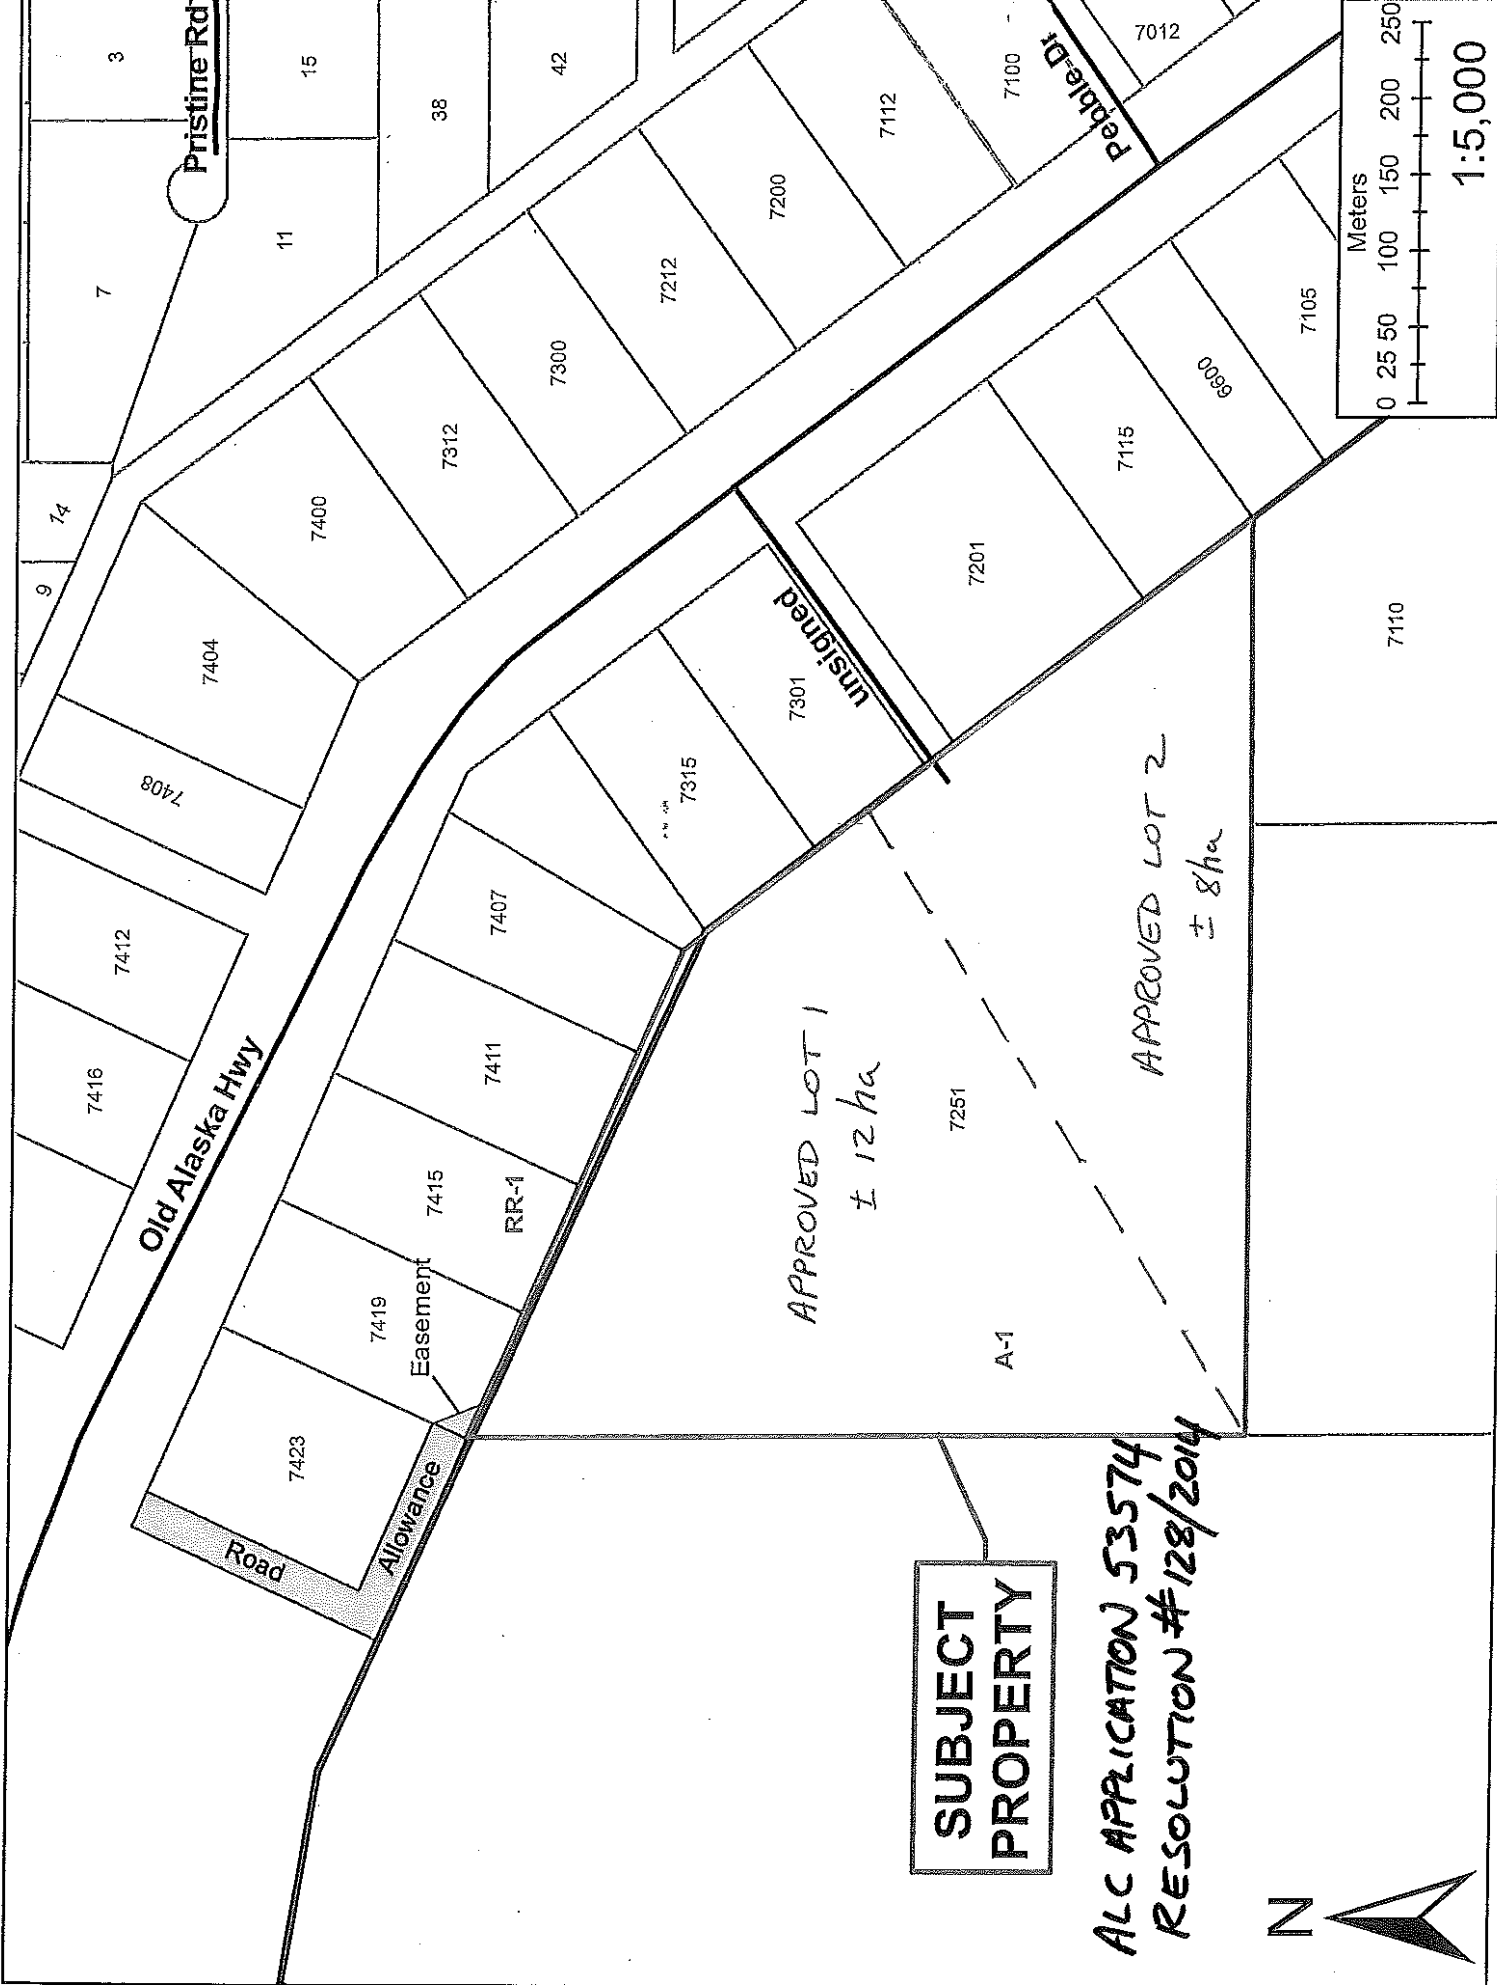 9
14
7
3
7416
7412
7408
7404
Pristine Rd
Old Alaska Hwy
Road
7423
7400
11
15
7419
Easement
Allowance
7415
7312
38
RR-1
7411
7407
7300
42
7315
7212
7301
unsigned
7200
7112
APPROVED LOT 1
± 12 ha
7251
A-1
7201
7100
Pebble Dr
7115
7012
APPROVED LOT 2
± 8ha
6600
7105
7110
SUBJECT
PROPERTY
ALC APPLICATION 53574
RESOLUTION # 128/2014
N
Meters
0 25 50 100 150 200 250
1:5,000